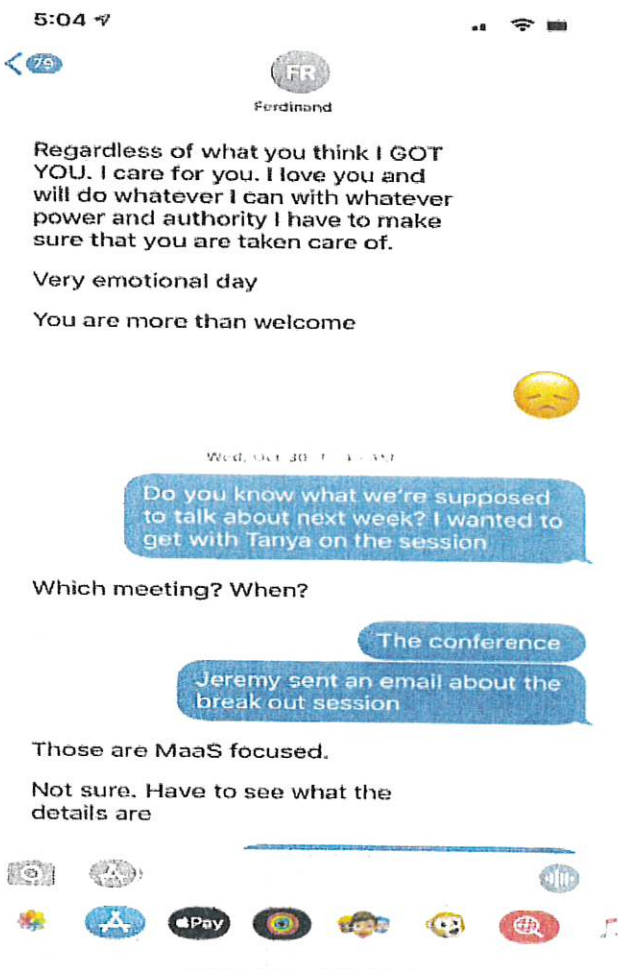 5:04
79
FR
Ferdinand
Regardless of what you think I GOT
YOU. I care for you. I love you and
will do whatever I can with whatever
power and authority I have to make
sure that you are taken care of.
Very emotional day
You are more than welcome
Wed, Oct 30
Do you know what we're supposed
to talk about next week? I wanted to
get with Tanya on the session
Which meeting? When?
The conference
Jeremy sent an email about the
break out session
Those are MaaS focused.
Not sure. Have to see what the
details are
Pay